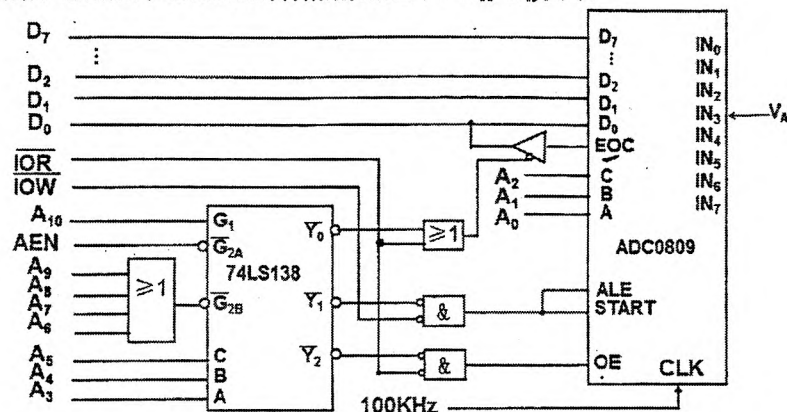 D7
D7
IN0
⋮
⋮
IN1
D2
D2
IN2
D1
D1
IN3
VA
D0
D0
IN4
IOR
EOC
IN5
IOW
A2
C
IN6
A1
B
IN7
A10
G1
Y0
≥1
A0
A
AEN
G2A
ADC0809
A9
74LS138
A8
≥1
A7
G2B
Y1
&
ALE
A6
START
A5
C
Y2
&
OE
A4
B
A3
A
CLK
100KHz